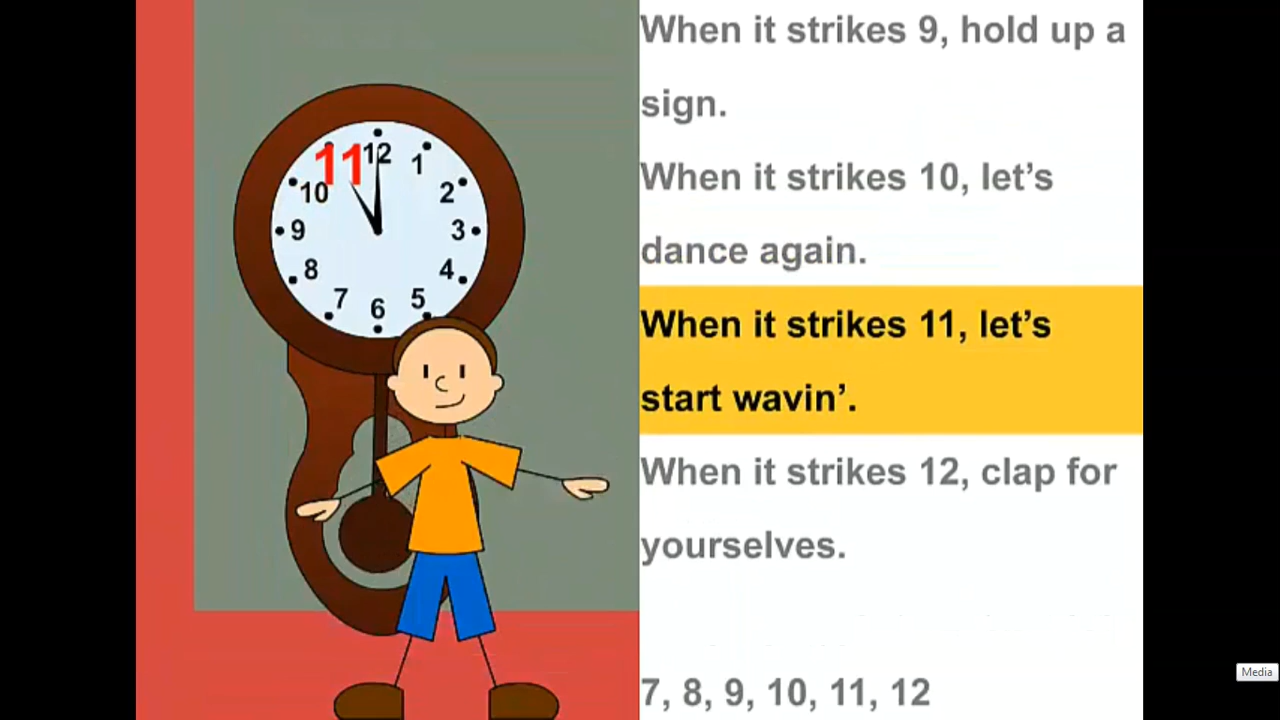 When it strikes 9, hold up a
sign.
When it strikes 10, let's
dance again.
When it strikes 11, let's
start wavin'.
When it strikes 12, clap for
yourselves.
7, 8, 9, 10, 11, 12
11
12
1
2
3
4
5
6
7
8
9
10
Media